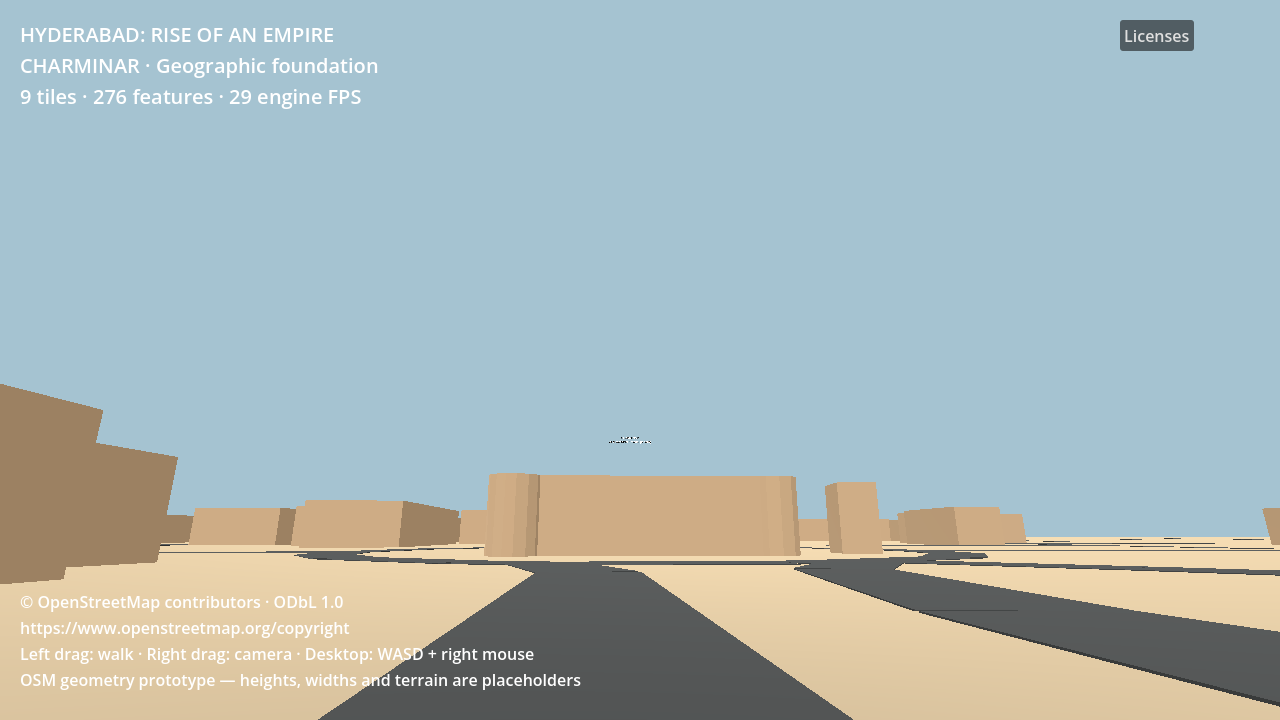 HYDERABAD: RISE OF AN EMPIRE
CHARMINAR · Geographic foundation
9 tiles · 276 features · 29 engine FPS
Licenses
© OpenStreetMap contributors · ODbL 1.0
https://www.openstreetmap.org/copyright
Left drag: walk · Right drag: camera · Desktop: WASD + right mouse
OSM geometry prototype — heights, widths and terrain are placeholders